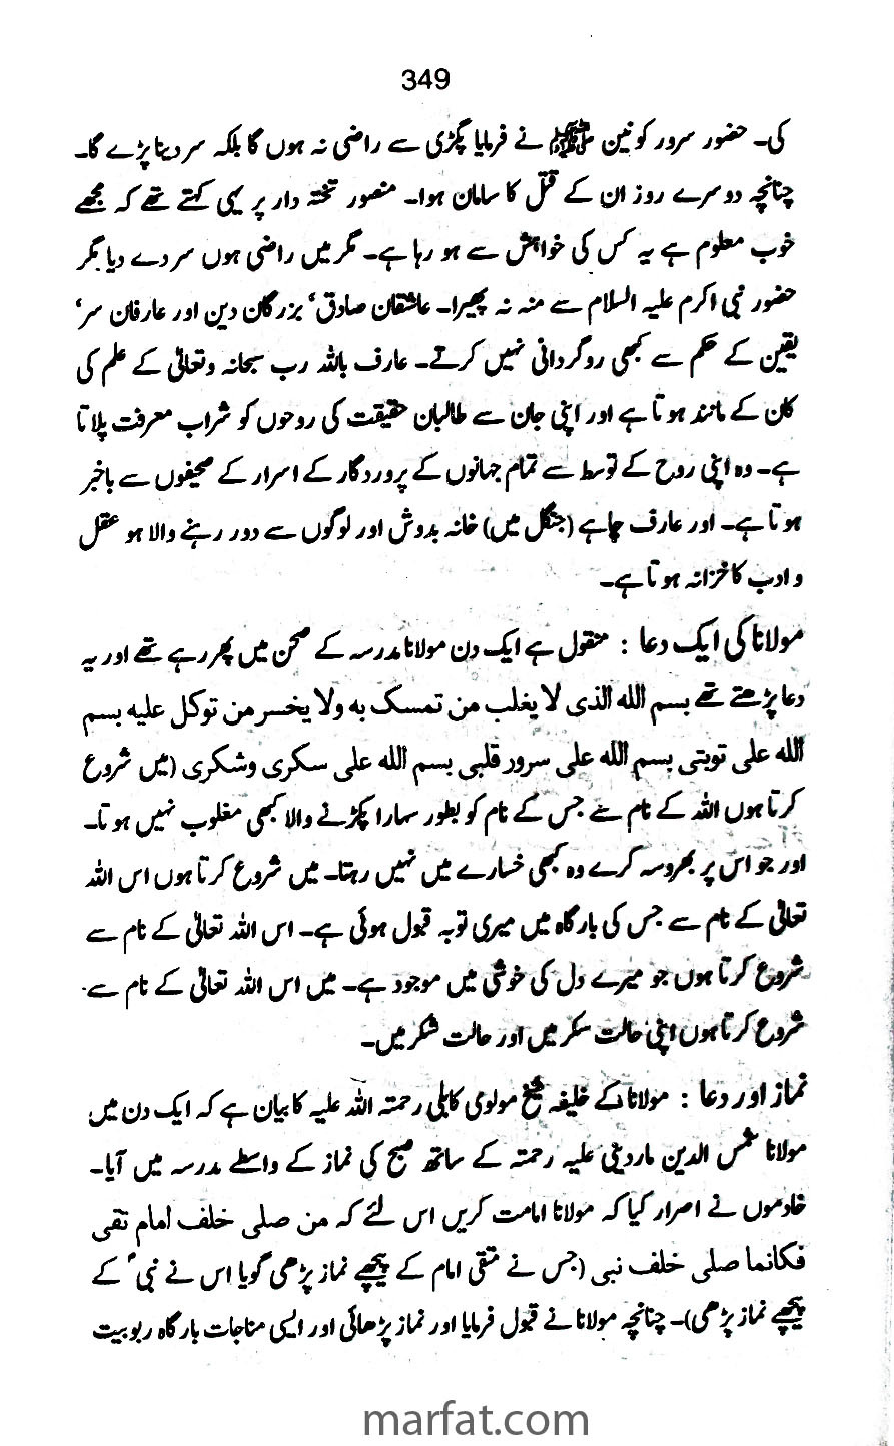 349
کی۔ حضور سرور کونین ﷺ نے فرمایا پگڑی سے راضی نہ ہوں گا بلکہ سر دینا پڑے گا۔
چنانچہ دوسرے روز ان کے قتل کا سامان ہوا۔ منصور تختہ دار پر یہی کہتے تھے کہ مجھے
خوب معلوم ہے یہ کس کی خواہش سے ہو رہا ہے۔ مگر میں راضی ہوں سر دے دیا مگر
حضور نبی اکرم علیہ السلام سے منہ نہ پھیرا۔ عاشقان صادق‘ بزرگان دین اور عارفان سر‘
یقین کے حکم سے کبھی روگردانی نہیں کرتے۔ عارف باللہ رب سبحانہ وتعالیٰ کے علم کی
کان کے مانند ہوتا ہے اور اپنی جان سے طالبان حقیقت کی روحوں کو شراب معرفت پلاتا
ہے۔ وہ اپنی روح کے توسط سے تمام جہانوں کے پروردگار کے اسرار کے صحیفوں سے باخبر
ہوتا ہے۔ اور عارف چاہے (جنگل میں) خانہ بدوش اور لوگوں سے دور رہنے والا ہو عقل
و ادب کا خزانہ ہوتا ہے۔
مولانا کی ایک دعا : منقول ہے ایک دن مولانا مدرسہ کے صحن میں پھر رہے تھے اور یہ
دعا پڑھتے تھے بسم الله الذی لا یغلب من تمسک به ولا یخسر من توکل علیه بسم
الله علی توبتی بسم الله علی سرور قلبی بسم الله علی سکری وشکری (میں شروع
کرتا ہوں اللہ کے نام سے جس کے نام کو بطور سہارا پکڑنے والا کبھی مغلوب نہیں ہوتا۔
اور جو اس پر بھروسہ کرے وہ کبھی خسارے میں نہیں رہتا۔ میں شروع کرتا ہوں اس اللہ
تعالیٰ کے نام سے جس کی بارگاہ میں میری توبہ قبول ہوئی ہے۔ اس اللہ تعالیٰ کے نام سے
شروع کرتا ہوں جو میرے دل کی خوشی میں موجود ہے۔ میں اس اللہ تعالیٰ کے نام سے
شروع کرتا ہوں اپنی حالت سکر میں اور حالت شکر میں۔
نماز اور دعا : مولانا کے خلیفہ شیخ مولوی کابلی رحمتہ اللہ علیہ کا بیان ہے کہ ایک دن میں
مولانا شمس الدین ماردینی علیہ رحمتہ کے ساتھ صبح کی نماز کے واسطے مدرسہ میں آیا۔
خادموں نے اصرار کیا کہ مولانا امامت کریں اس لئے کہ من صلی خلف امام تقی
فکانما صلی خلف نبی (جس نے متقی امام کے پیچھے نماز پڑھی گویا اس نے نبی ؑ کے
پیچھے نماز پڑھی)۔ چنانچہ مولانا نے قبول فرمایا اور نماز پڑھائی اور ایسی مناجات بارگاہ ربوبیت
marfat.com